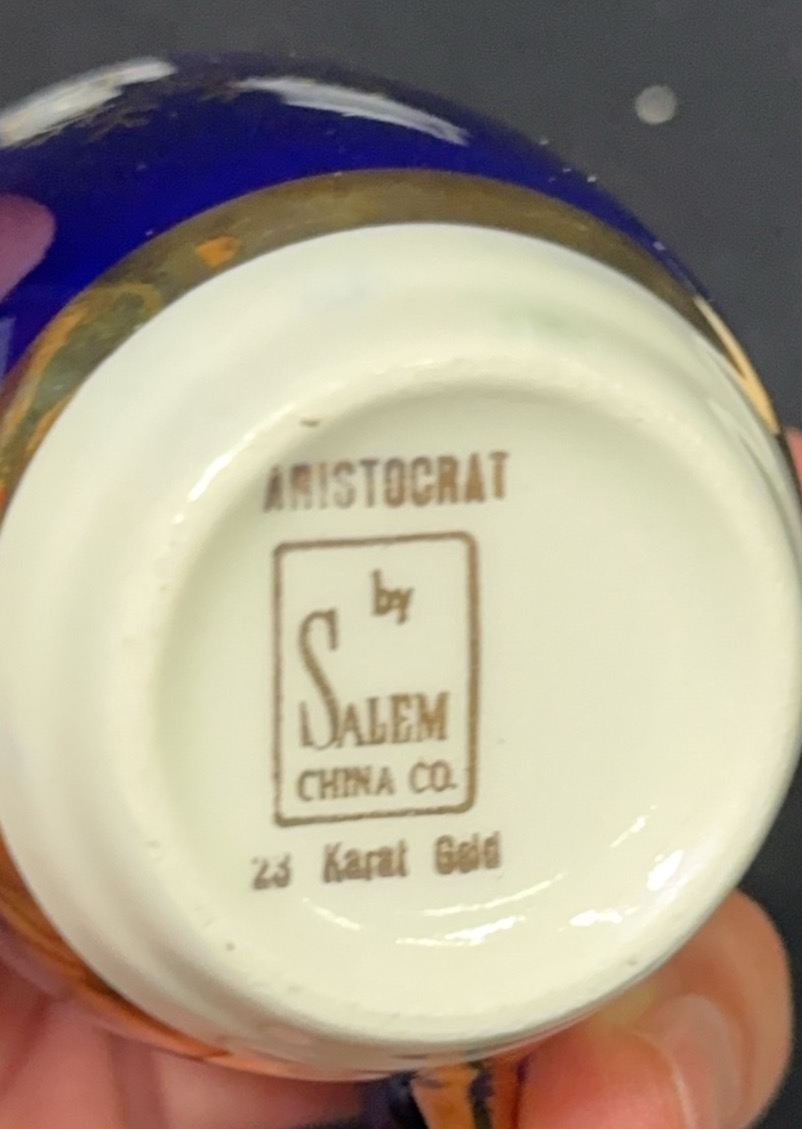 ARISTOCRAT
by
SALEM
CHINA CO.
23 Karat Gold